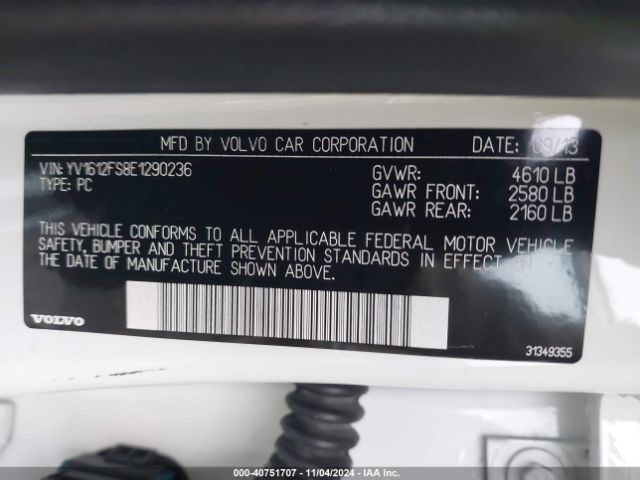 MFD BY VOLVO CAR CORPORATION DATE: 09/13
VIN: YV1612FS8E1290236
TYPE: PC
GVWR: 4610 LB
GAWR FRONT: 2580 LB
GAWR REAR: 2160 LB
THIS VEHICLE CONFORMS TO ALL APPLICABLE FEDERAL MOTOR VEHICLE
SAFETY, BUMPER AND THEFT PREVENTION STANDARDS IN EFFECT ON
THE DATE OF MANUFACTURE SHOWN ABOVE.
VOLVO
31349355
000-40751707 - 11/04/2024 - IAA Inc.